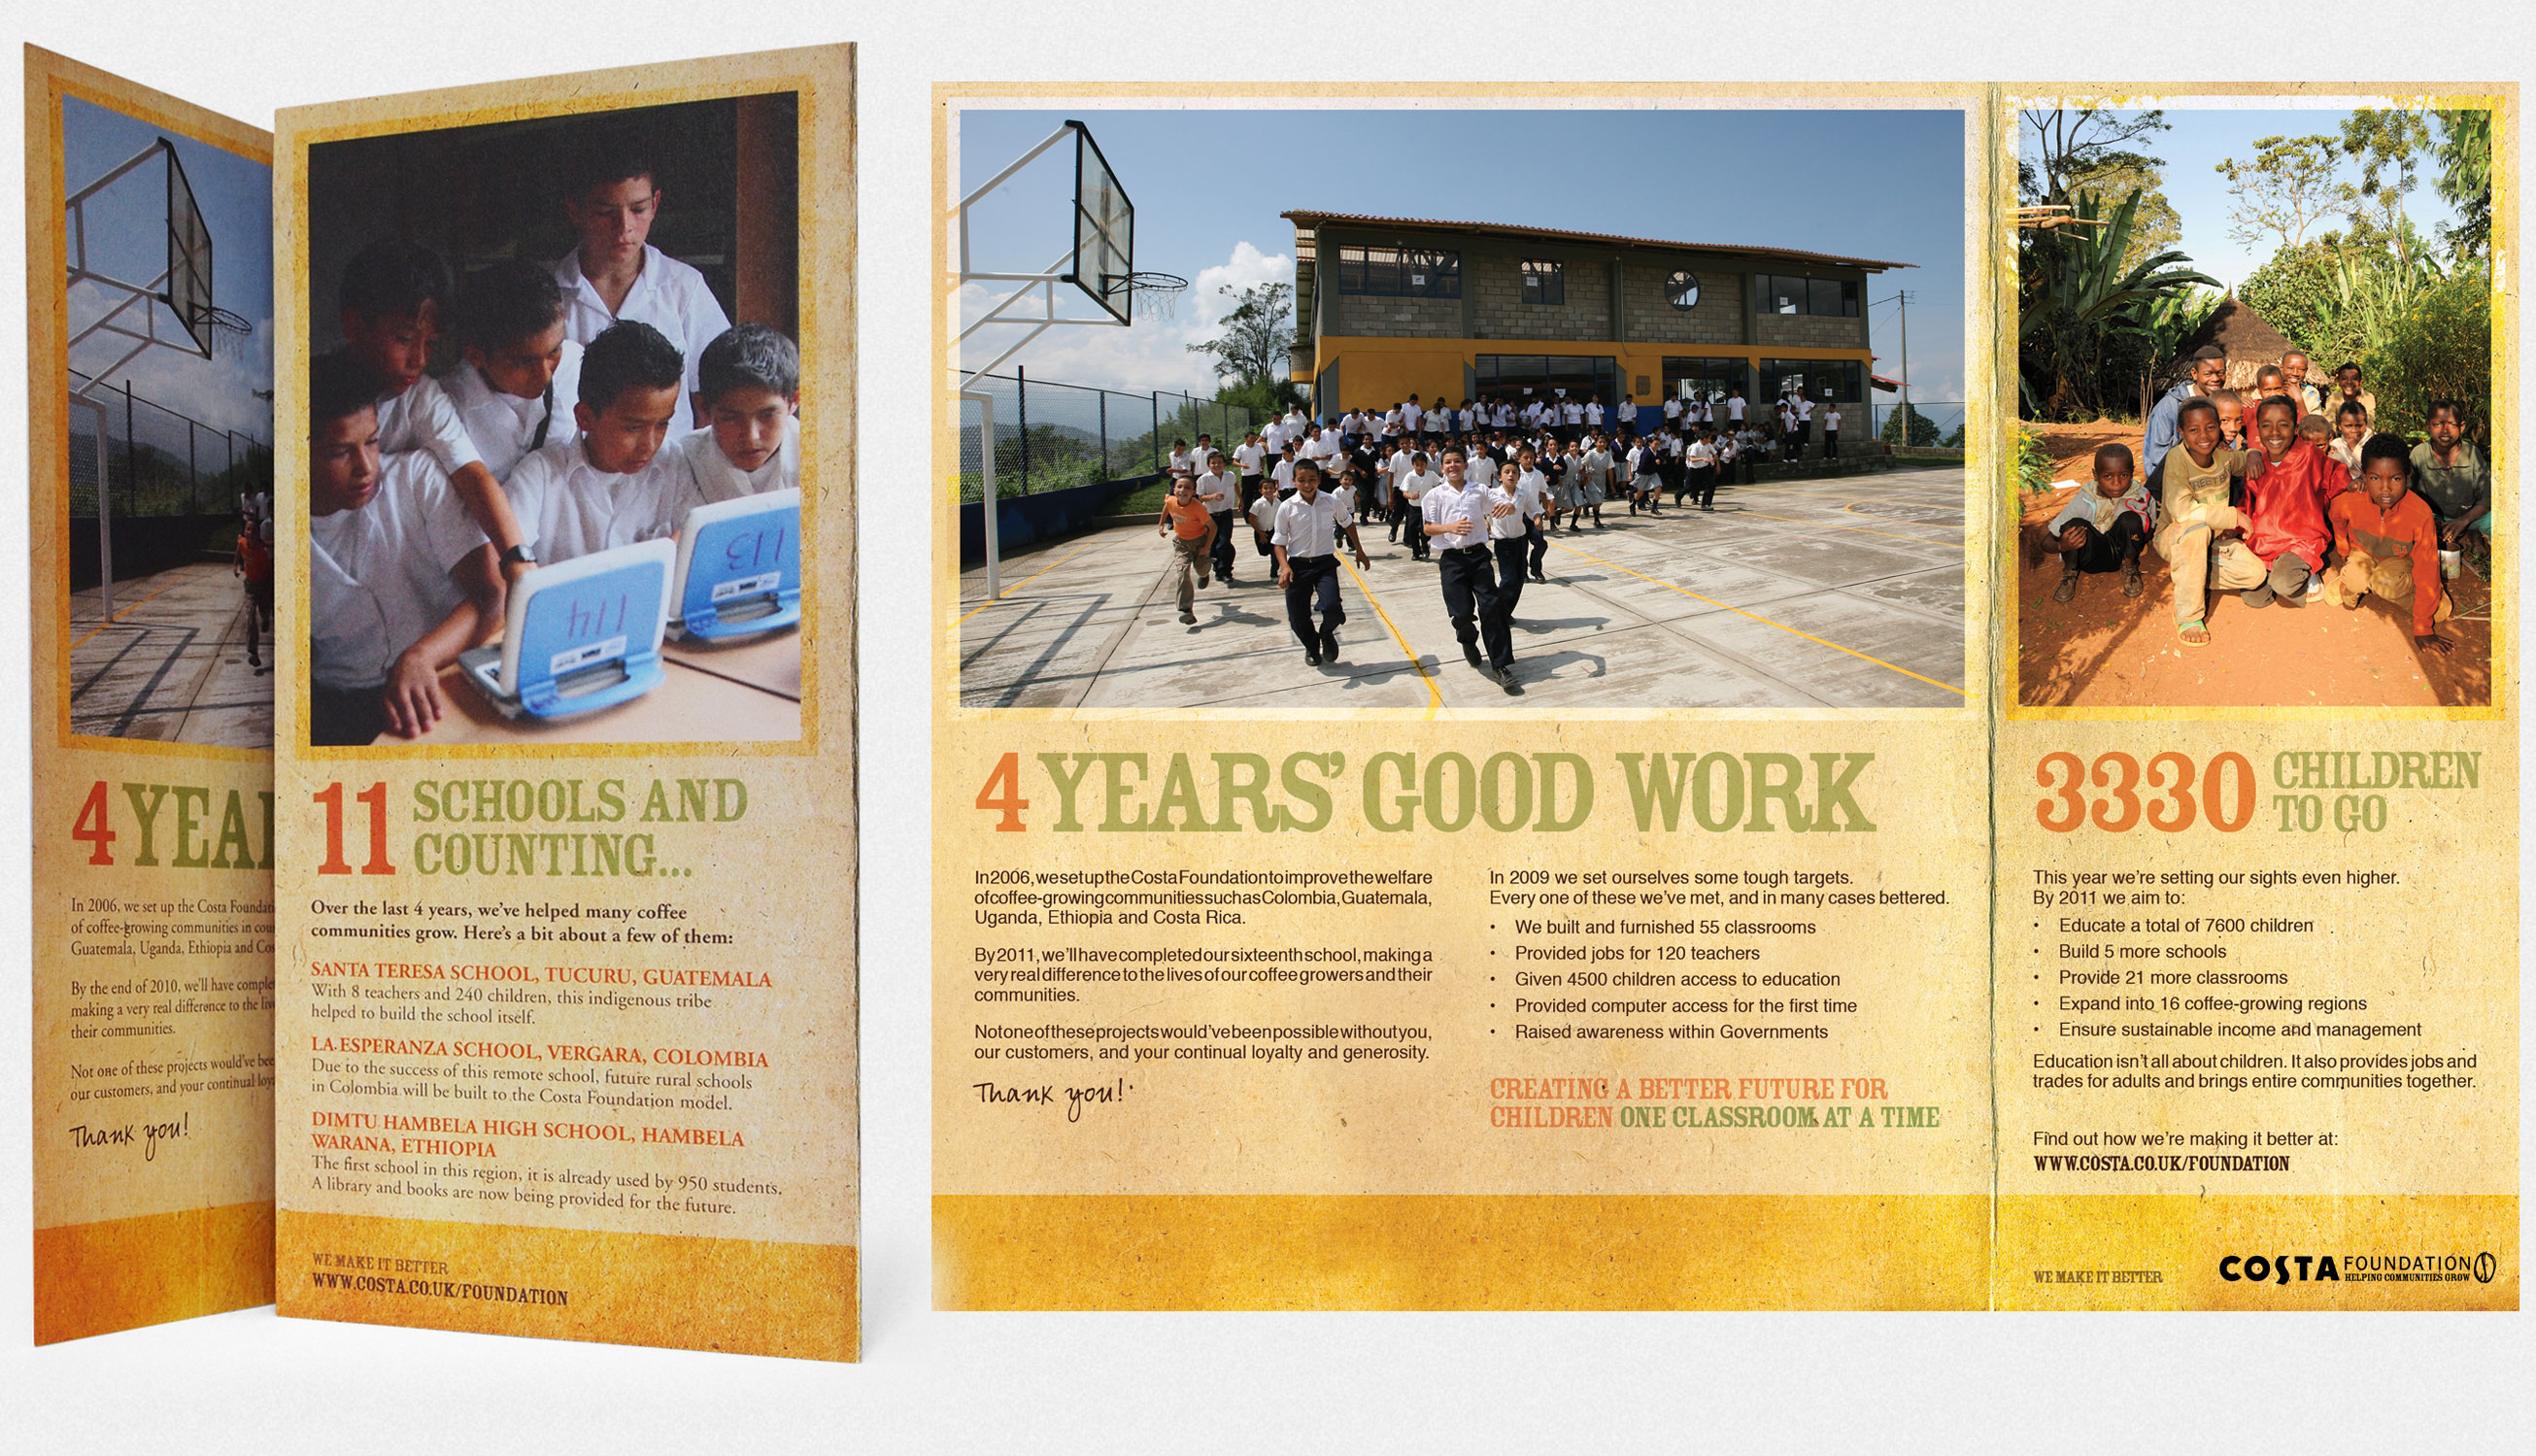 4 YEA
In 2006, we set up the Costa
of coffee-growing communities in
Guatemala, Uganda, Ethiopia and
By the end of 2010, we'll have
making a very real difference to the
their communities.
Not one of these projects would've
our customers, and your continual
Thank you!
114
113
11 SCHOOLS AND
COUNTING...
Over the last 4 years, we've helped many coffee
communities grow. Here's a bit about a few of them:
SANTA TERESA SCHOOL, TUCURU, GUATEMALA
With 8 teachers and 240 children, this indigenous tribe
helped to build the school itself.
LA ESPERANZA SCHOOL, VERGARA, COLOMBIA
Due to the success of this remote school, future rural schools
in Colombia will be built to the Costa Foundation model.
DIMTU HAMBELA HIGH SCHOOL, HAMBELA
WARANA, ETHIOPIA
The first school in this region, it is already used by 950 students.
A library and books are now being provided for the future.
WE MAKE IT BETTER
WWW.COSTA.CO.UK/FOUNDATION
4 YEARS' GOOD WORK
In 2006, we set up the Costa Foundation to improve the welfare
of coffee-growing communities such as Colombia, Guatemala,
Uganda, Ethiopia and Costa Rica.
By 2011, we'll have completed our sixteenth school, making a
very real difference to the lives of our coffee growers and their
communities.
Not one of these projects would've been possible without you,
our customers, and your continual loyalty and generosity.
Thank you!
In 2009 we set ourselves some tough targets.
Every one of these we've met, and in many cases bettered.
• We built and furnished 55 classrooms
• Provided jobs for 120 teachers
• Given 4500 children access to education
• Provided computer access for the first time
• Raised awareness within Governments
CREATING A BETTER FUTURE FOR
CHILDREN ONE CLASSROOM AT A TIME
3330 CHILDREN
TO GO
This year we're setting our sights even higher.
By 2011 we aim to:
• Educate a total of 7600 children
• Build 5 more schools
• Provide 21 more classrooms
• Expand into 16 coffee-growing regions
• Ensure sustainable income and management
Education isn't all about children. It also provides jobs and
trades for adults and brings entire communities together.
Find out how we're making it better at:
WWW.COSTA.CO.UK/FOUNDATION
WE MAKE IT BETTER
COSTA FOUNDATION
HELPING COMMUNITIES GROW